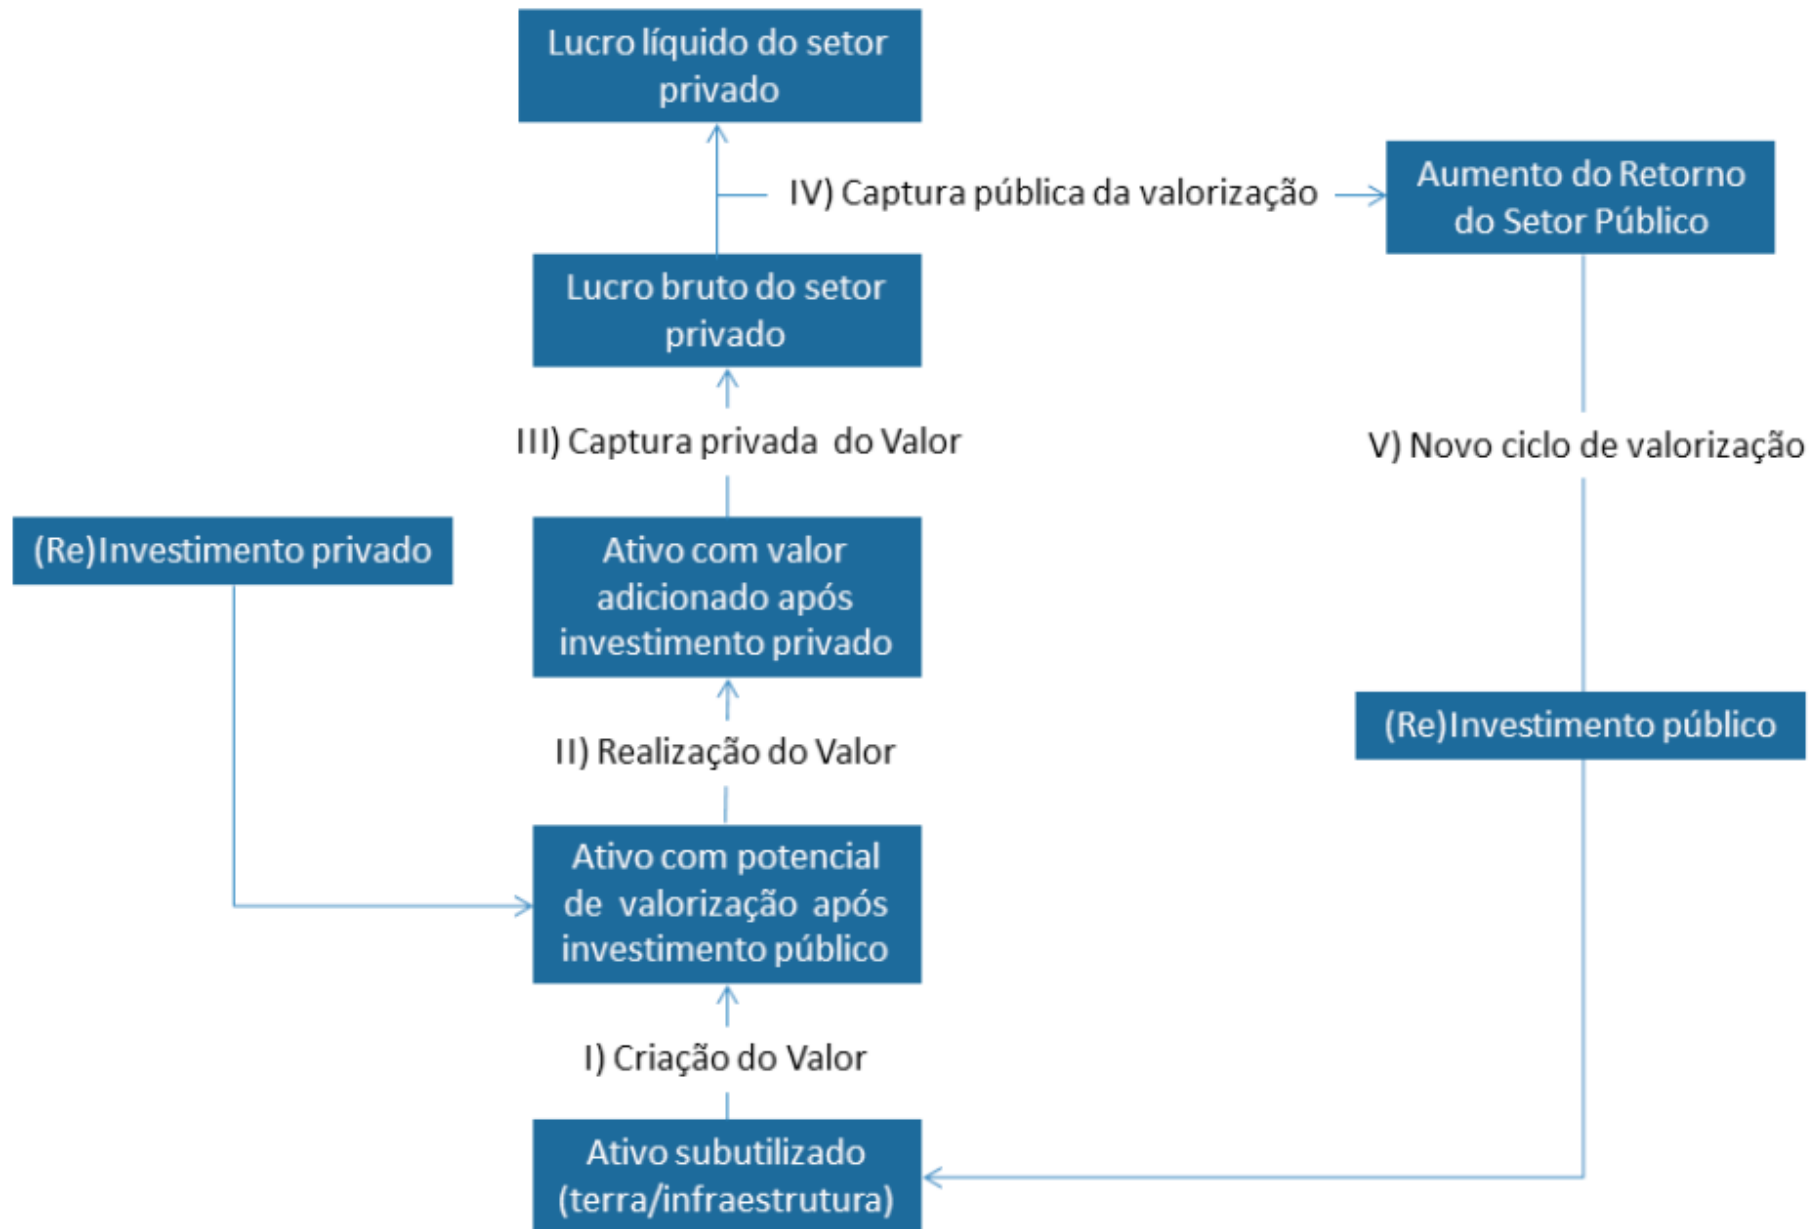 Lucro líquido do setor
privado
IV) Captura pública da valorização
Aumento do Retorno
do Setor Público
Lucro bruto do setor
privado
III) Captura privada do Valor
V) Novo ciclo de valorização
(Re)Investimento privado
Ativo com valor
adicionado após
investimento privado
(Re)Investimento público
II) Realização do Valor
Ativo com potencial
de valorização após
investimento público
I) Criação do Valor
Ativo subutilizado
(terra/infraestrutura)